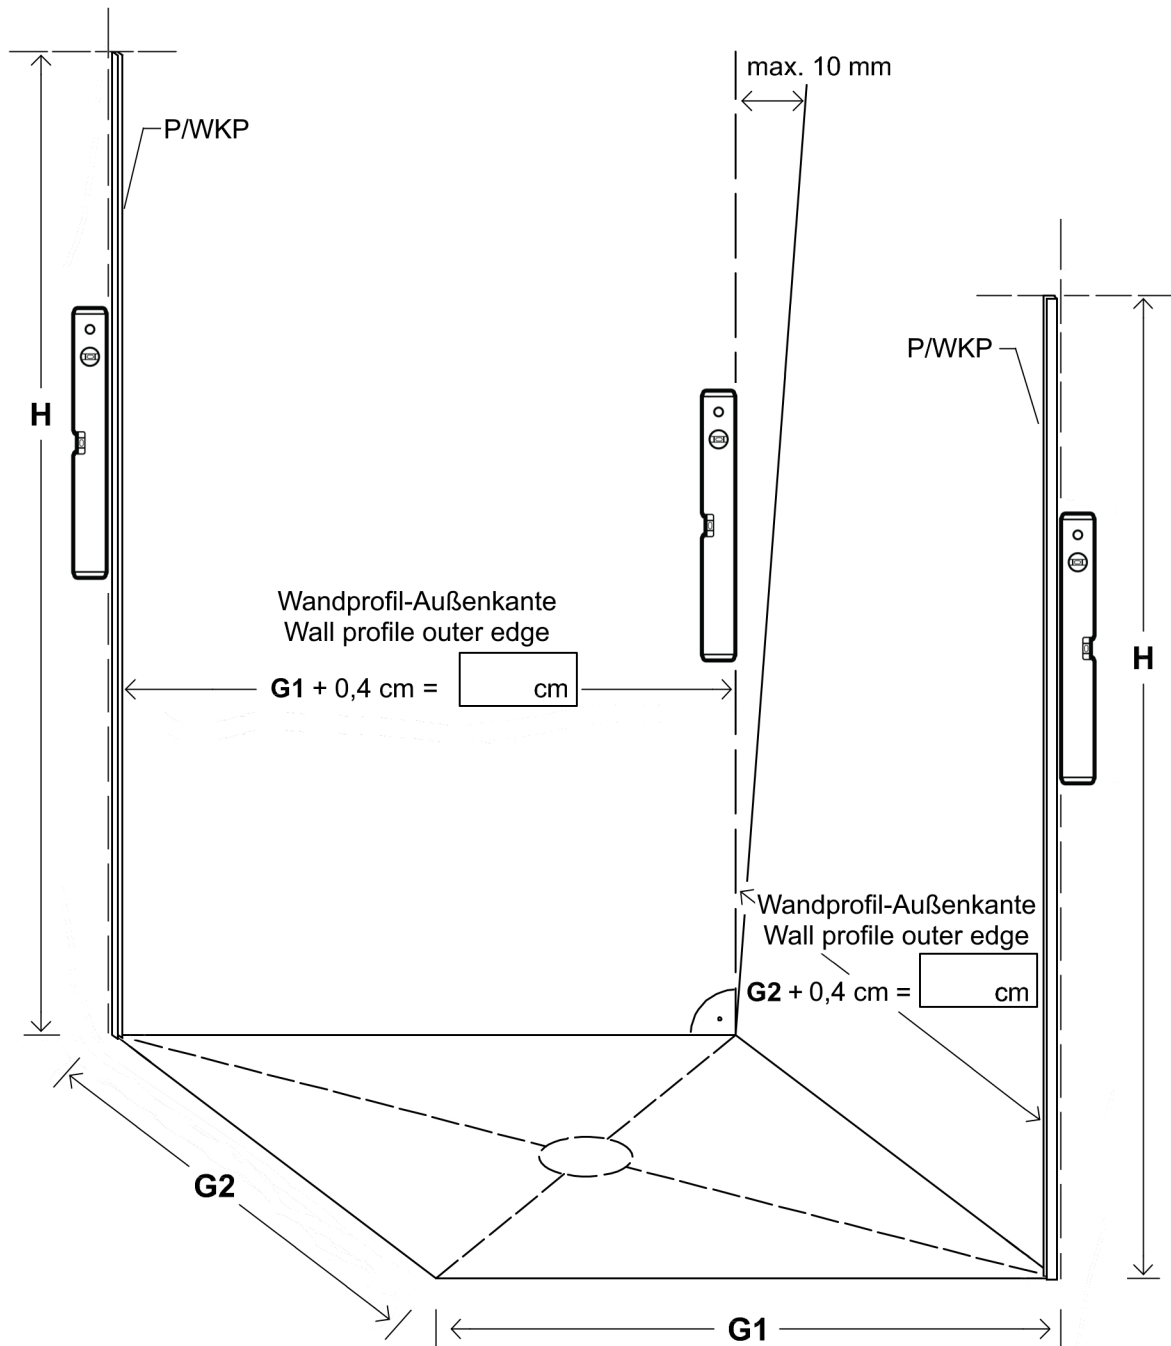 max. 10 mm
P/WKP
P/WKP
H
Wandprofil-Außenkante
Wall profile outer edge
G1 + 0,4 cm = cm
H
Wandprofil-Außenkante
Wall profile outer edge
G2 + 0,4 cm = cm
G2
G1